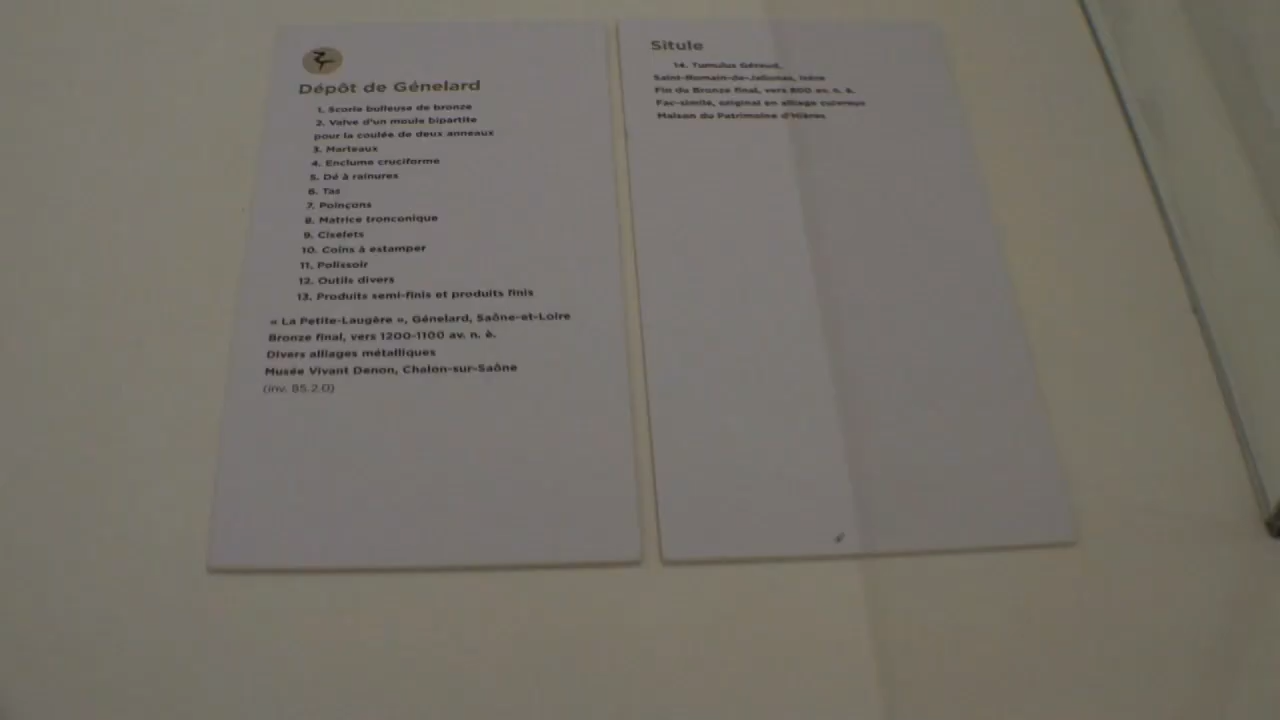 Dépôt de Génelard
1. Scorie bulleuse de bronze
2. Valve d'un moule bipartite
pour la coulée de deux anneaux
3. Marteaux
4. Enclume cruciforme
5. Dé à rainures
6. Tas
7. Poinçons
8. Matrice tronconique
9. Ciselets
10. Coins à estamper
11. Polissoir
12. Outils divers
13. Produits semi-finis et produits finis
« La Petite-Laugère », Génelard, Saône-et-Loire
Bronze final, vers 1200-1100 av. n. è.
Divers alliages métalliques
Musée Vivant Denon, Chalon-sur-Saône
(inv. 85.2.0)
Situle
14. Tumulus Géraud,
Saint-Romain-de-Jalionas, Isère
Fin du Bronze final, vers 800 av. n. è.
Fac-similé, original en alliage cuivreux
Maison du Patrimoine d'Hières